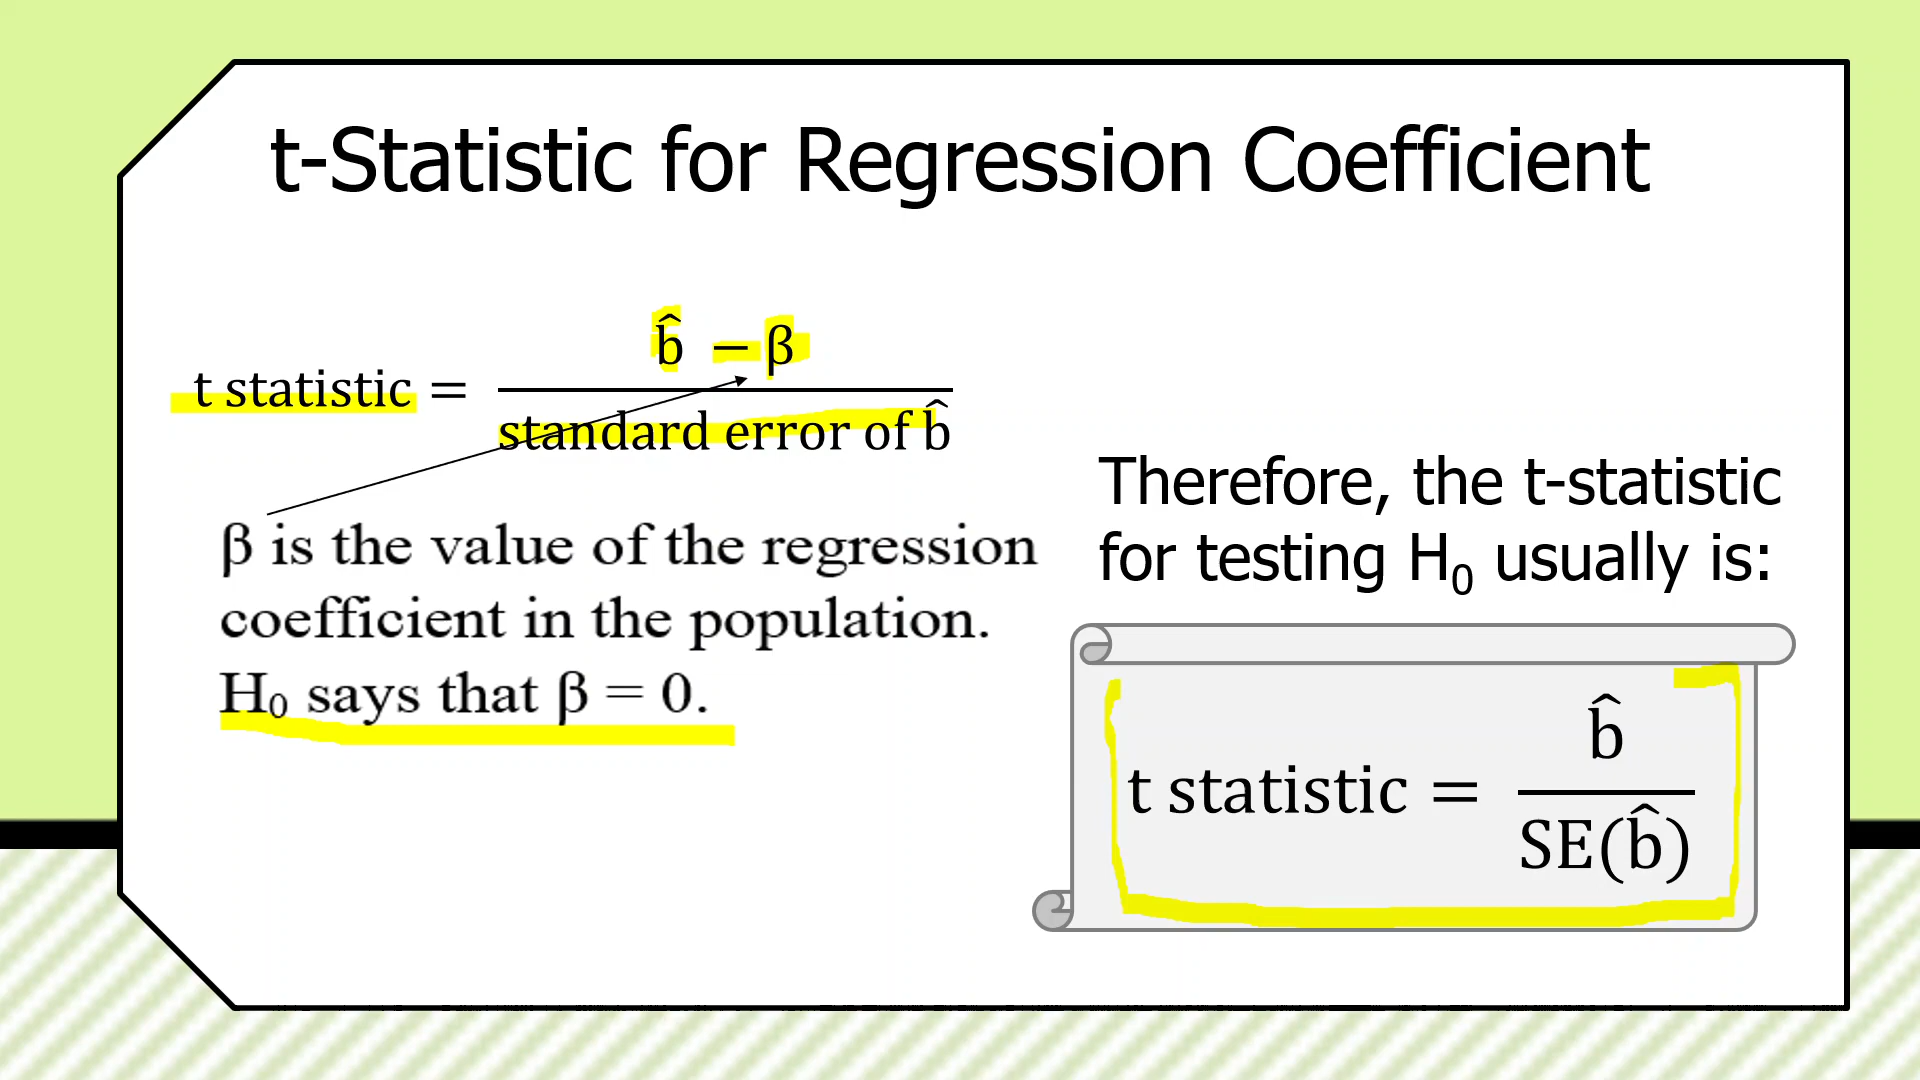 t-Statistic for Regression Coefficient
t statistic = (b̂ − β) / (standard error of b̂)
β is the value of the regression
coefficient in the population.
H₀ says that β = 0.
Therefore, the t-statistic
for testing H₀ usually is:
t statistic = b̂ / SE(b̂)